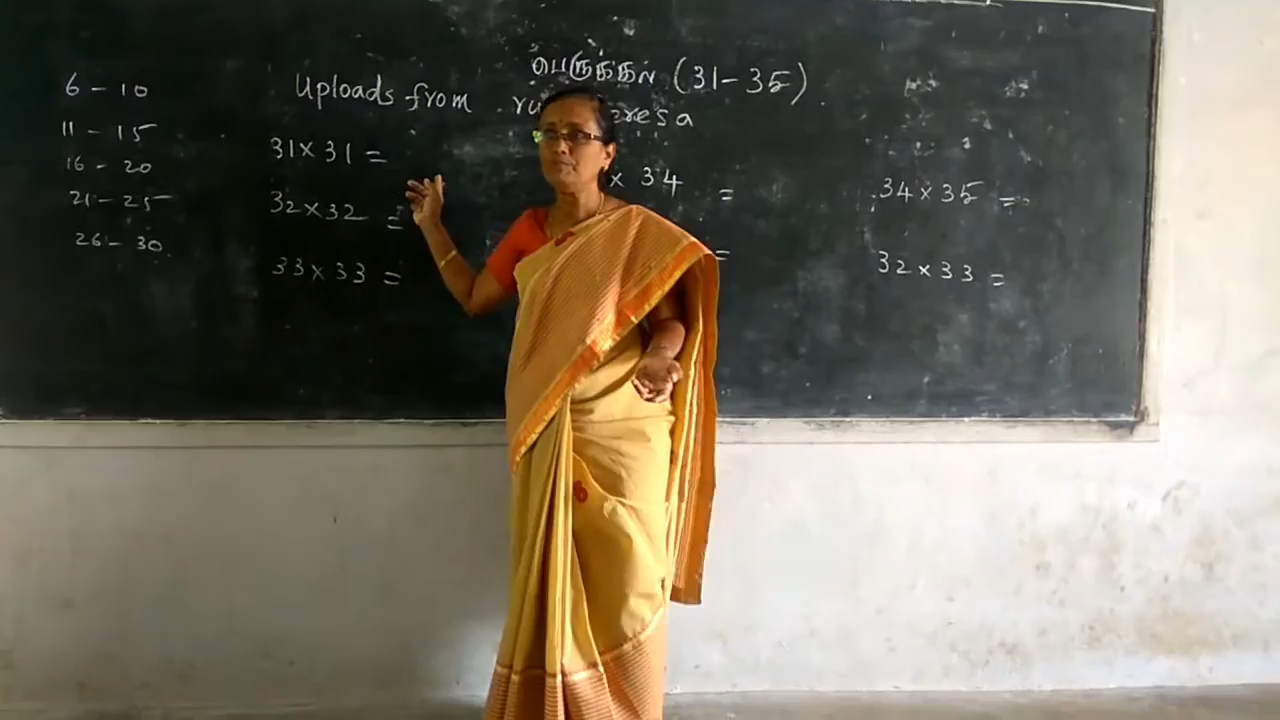 பெருக்கல் (31-35)
Uploads from
6 - 10
11 - 15
16 - 20
21 - 25
26 - 30
31 x 31 =
32 x 32 =
33 x 33 =
x 34 =
=
34 x 35 =
32 x 33 =